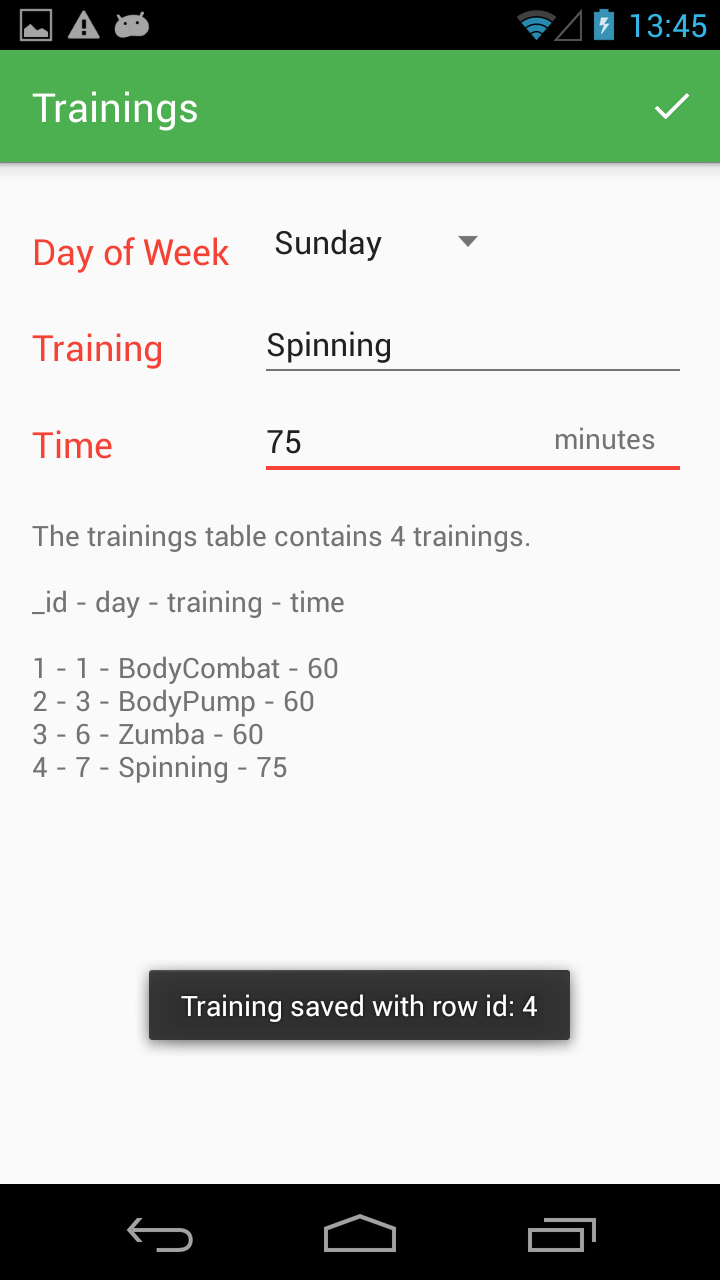 13:45
Trainings
Day of Week Sunday
Training Spinning
Time 75 minutes
The trainings table contains 4 trainings.
_id - day - training - time
1 - 1 - BodyCombat - 60
2 - 3 - BodyPump - 60
3 - 6 - Zumba - 60
4 - 7 - Spinning - 75
Training saved with row id: 4